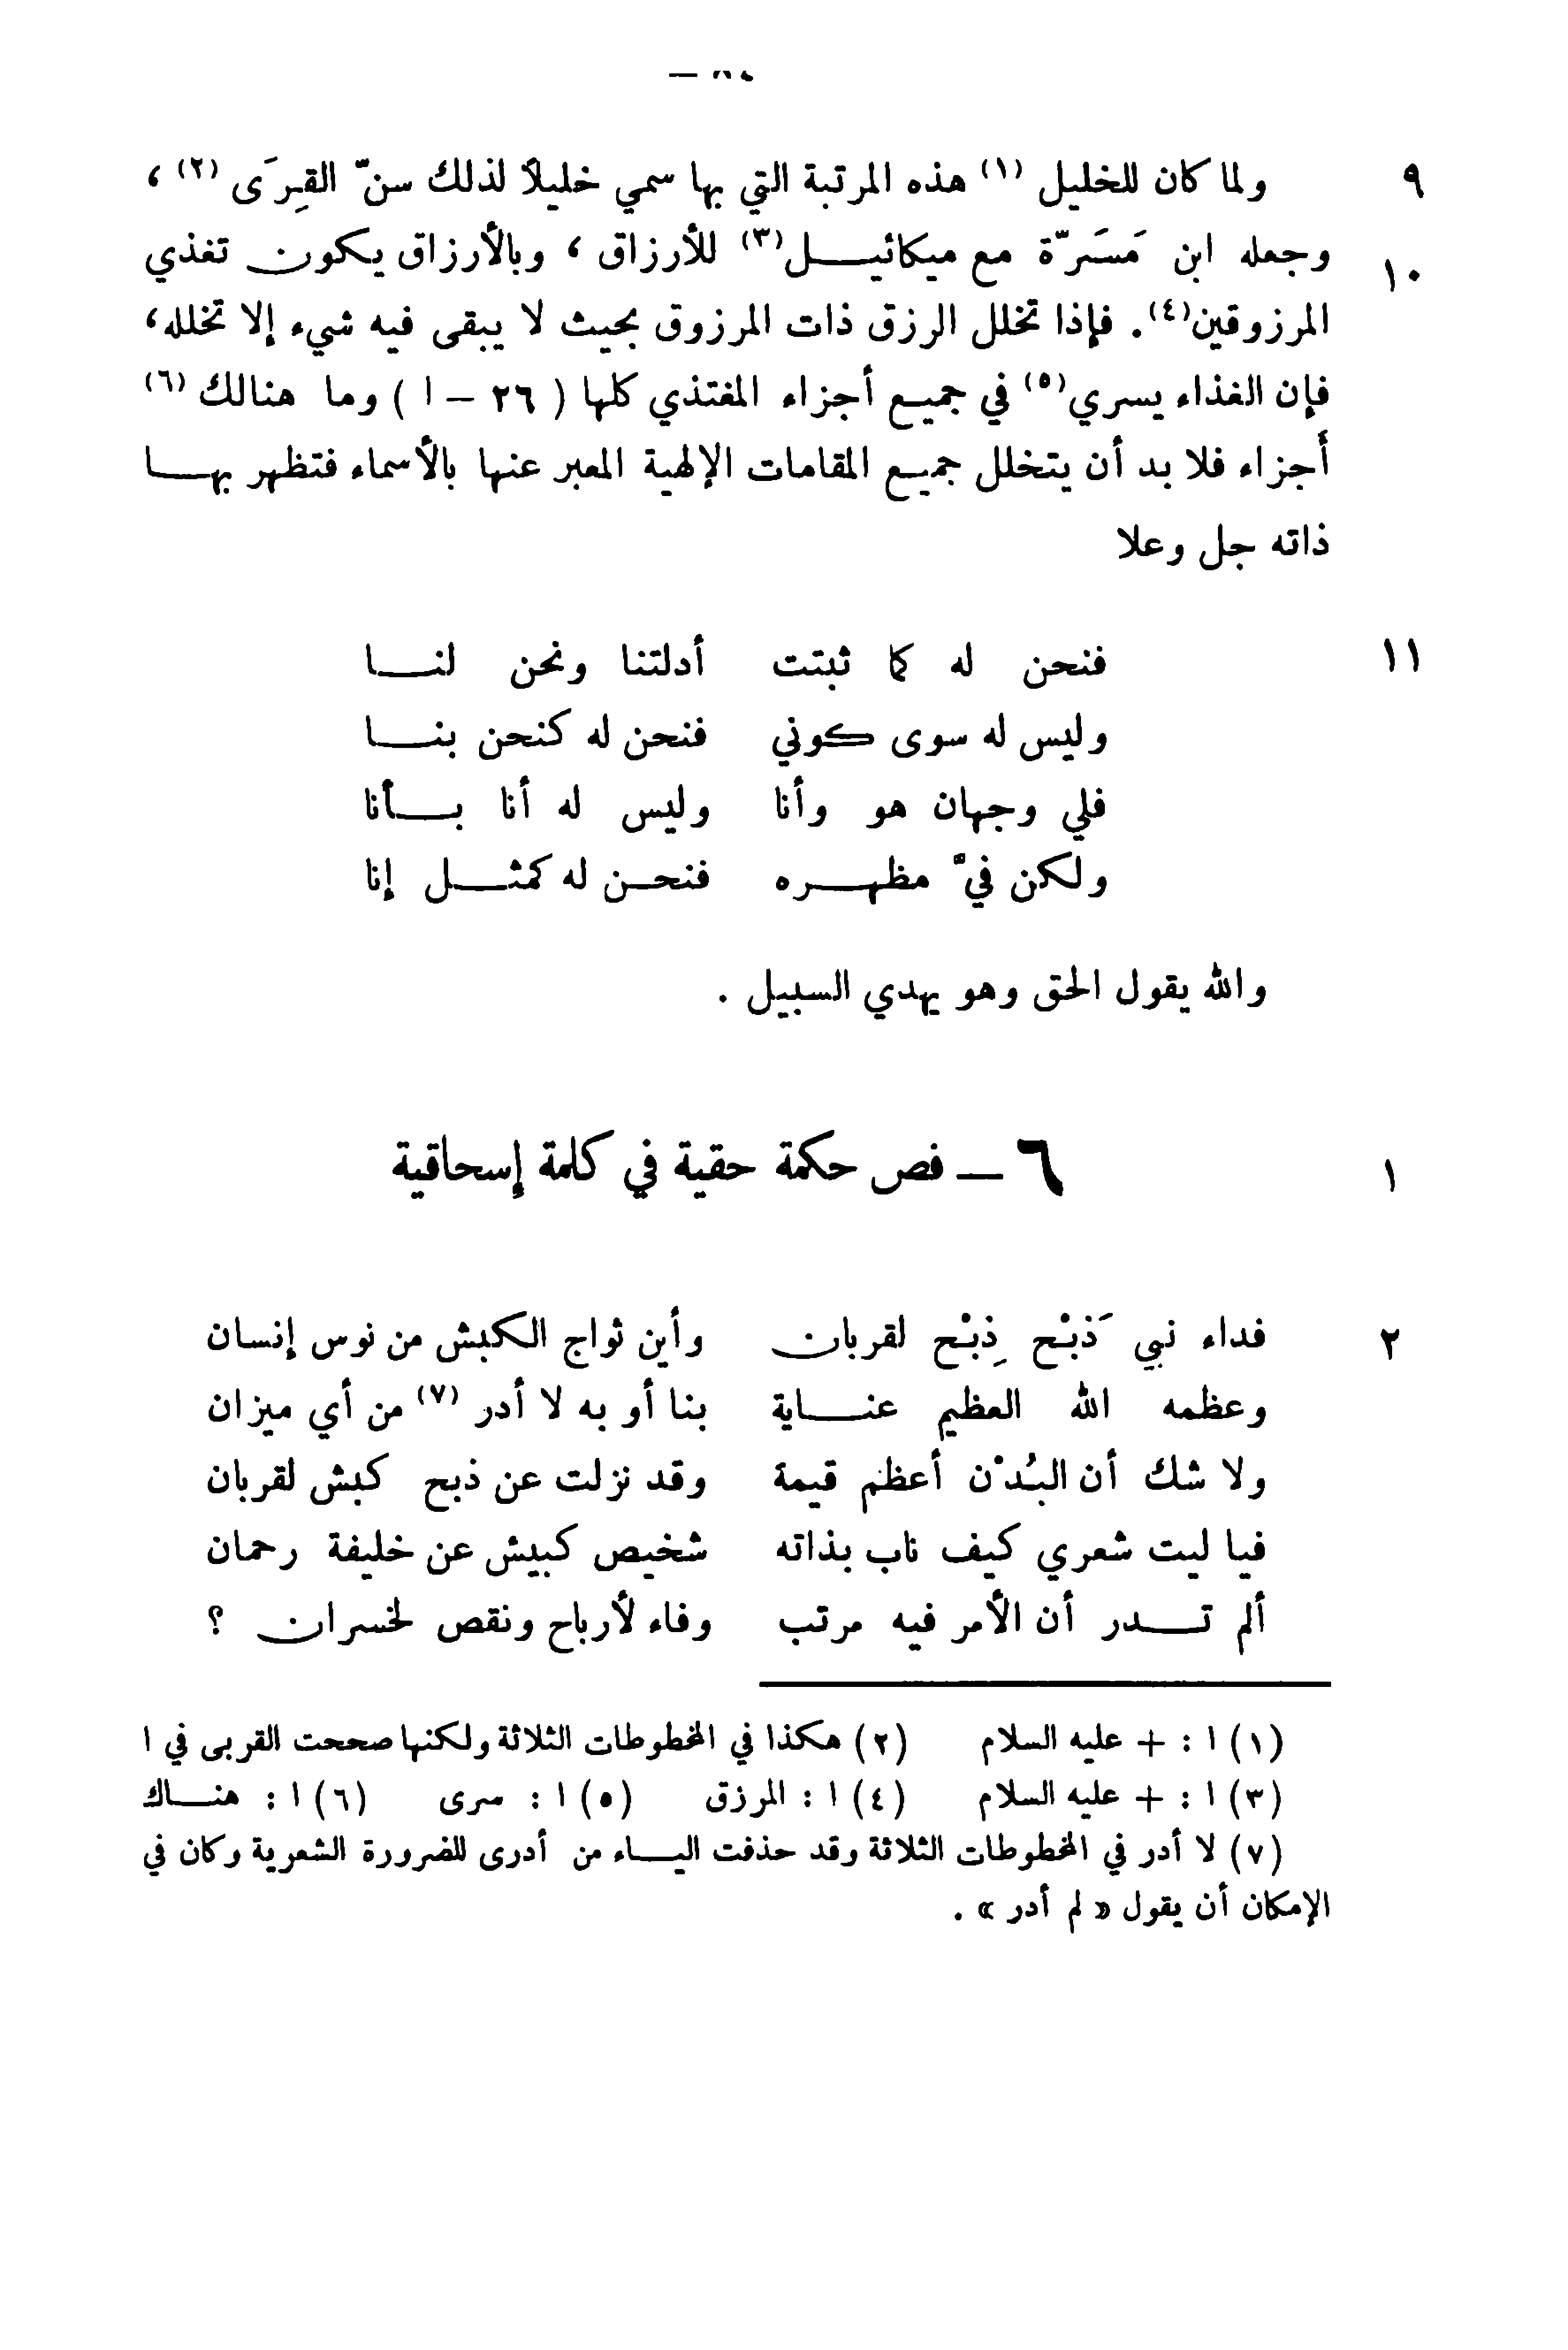 ٩ ولما كان للخليل (١) هذه المرتبة التي بها سمي خليلاً لذلك سنّ القِرَى (٢) ،
١٠ وجعله ابن مَسَرّة مع ميكائيل(٣) للأرزاق ، وبالأرزاق يكون تغذي
المرزوقين(٤). فإذا تخلل الرزق ذات المرزوق بحيث لا يبقى فيه شيء إلا تخلله،
فإن الغذاء يسري(٥) في جميع أجزاء المغتذي كلها ( ٢٦ – ا ) وما هنالك (٦)
أجزاء فلا بد أن يتخلل جميع المقامات الإلهية المعبر عنها بالأسماء فتظهر بها
ذاته جل وعلا
١١ فنحن له كما ثبتت أدلتنا ونحن لنا
وليس له سوى كوني فنحن له كنحن بنا
فلي وجهان هو وأنا وليس له أنا بأنا
ولكن فيّ مظهره فنحن له كمثل إنا
والله يقول الحق وهو يهدي السبيل .
١ ٦ – فص حكمة حقية في كلمة إسحاقية
٢ فداء نبي ذَبْح ذِبْح لقربان وأين ثواج الكبش من نوس إنسان
وعظمه الله العظيم عناية بنا أو به لا أدر (٧) من أي ميزان
ولا شك أن البُدْن أعظم قيمة وقد نزلت عن ذبح كبش لقربان
فيا ليت شعري كيف ناب بذاته شخيص كبيش عن خليفة رحمان
ألم تدر أن الأمر فيه مرتب وفاء لأرباح ونقص لخسران ؟
(١) ا : + عليه السلام (٢) هكذا في المخطوطات الثلاثة ولكنها صححت القربى في ا
(٣) ا : + عليه السلام (٤) ا : المرزق (٥) ا : سرى (٦) ا : هناك
(٧) لا أدر في المخطوطات الثلاثة وقد حذفت الياء من أدرى للضرورة الشعرية وكان في
الإمكان أن يقول « لم أدر » .